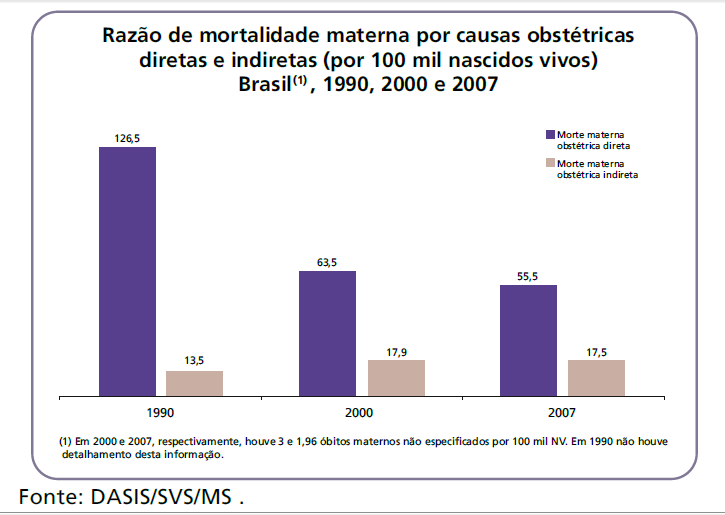 Razão de mortalidade materna por causas obstétricas
diretas e indiretas (por 100 mil nascidos vivos)
Brasil(1) , 1990, 2000 e 2007
Morte materna
obstétrica direta
Morte materna
obstétrica indireta
126,5
13,5
63,5
17,9
55,5
17,5
1990
2000
2007
(1) Em 2000 e 2007, respectivamente, houve 3 e 1,96 óbitos maternos não especificados por 100 mil NV. Em 1990 não houve
detalhamento desta informação.
Fonte: DASIS/SVS/MS .